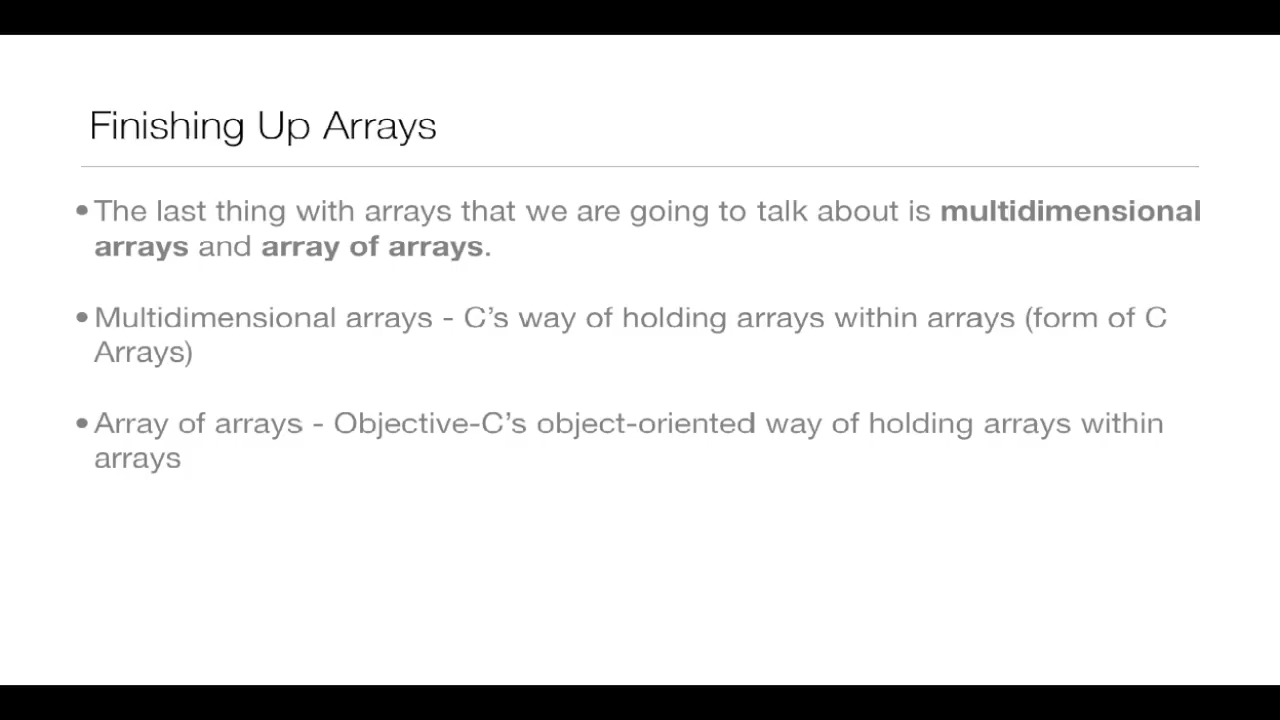 Finishing Up Arrays
•The last thing with arrays that we are going to talk about is multidimensional
arrays and array of arrays.
•Multidimensional arrays - C’s way of holding arrays within arrays (form of C
Arrays)
•Array of arrays - Objective-C’s object-oriented way of holding arrays within
arrays